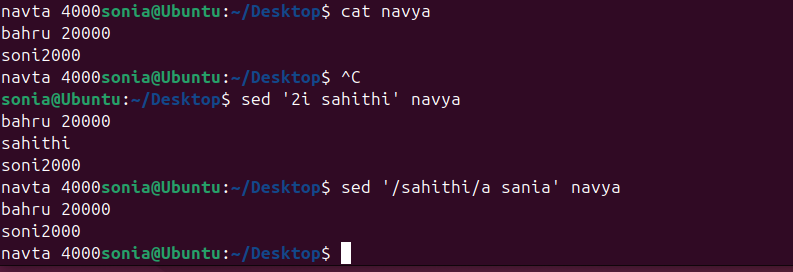 navta 4000sonia@Ubuntu:~/Desktop$ cat navya
bahru 20000
soni2000
navta 4000sonia@Ubuntu:~/Desktop$ ^C
sonia@Ubuntu:~/Desktop$ sed '2i sahithi' navya
bahru 20000
sahithi
soni2000
navta 4000sonia@Ubuntu:~/Desktop$ sed '/sahithi/a sania' navya
bahru 20000
soni2000
navta 4000sonia@Ubuntu:~/Desktop$